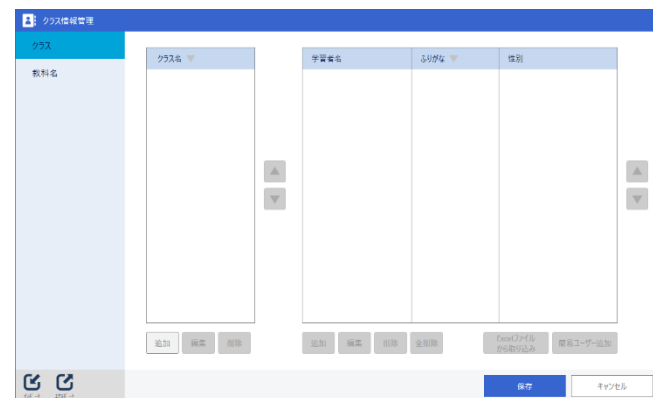 クラス情報管理
クラス
教科名
クラス名 ▼
学習者名 ふりがな ▼ 性別
追加 編集 削除
追加 編集 削除 全削除
Excelファイル
から取り込み
簡易ユーザー追加
保存 キャンセル